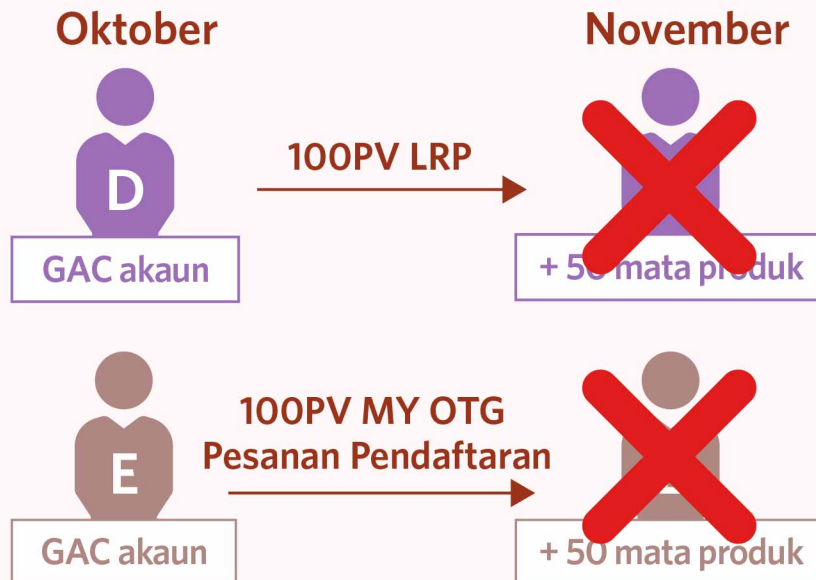 Oktober
November
D
100PV LRP
GAC akaun
+ 50 mata produk
E
100PV MY OTG
Pesanan Pendaftaran
GAC akaun
+ 50 mata produk